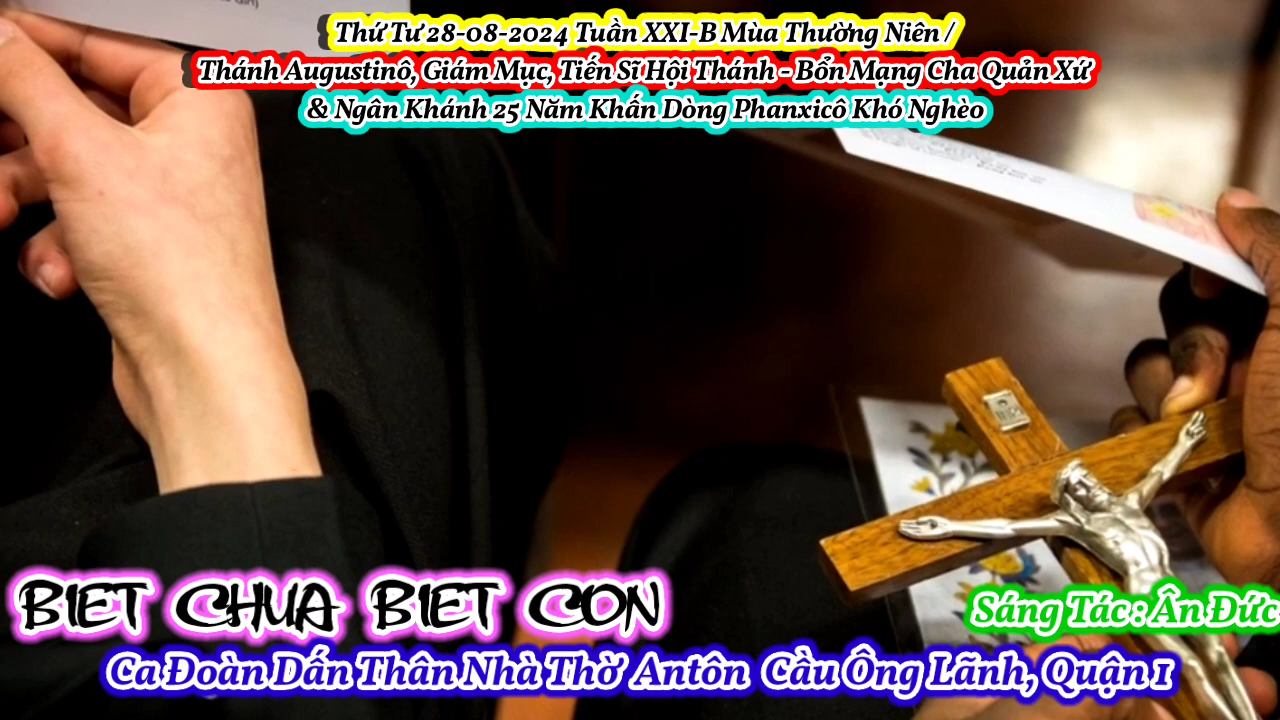 Thứ Tư 28-08-2024 Tuần XXI-B Mùa Thường Niên /
Thánh Augustinô, Giám Mục, Tiến Sĩ Hội Thánh - Bổn Mạng Cha Quản Xứ
& Ngân Khánh 25 Năm Khấn Dòng Phanxicô Khó Nghèo
BIET CHUA BIET CON
Sáng Tác : Ân Đức
Ca Đoàn Dấn Thân Nhà Thờ Antôn Cầu Ông Lãnh, Quận 1